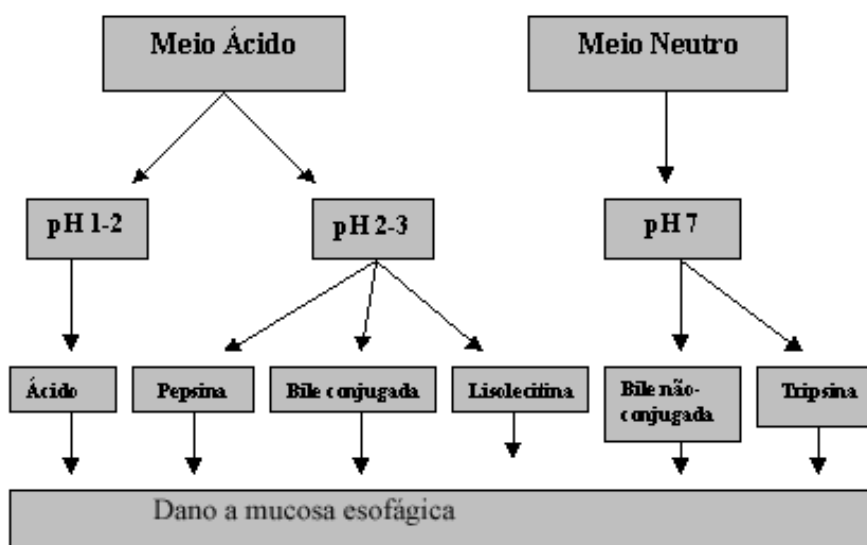 Meio Ácido
Meio Neutro
pH 1-2
pH 2-3
pH 7
Ácido
Pepsina
Bile conjugada
Lisolecitina
Bile não-
conjugada
Tripsina
Dano a mucosa esofágica